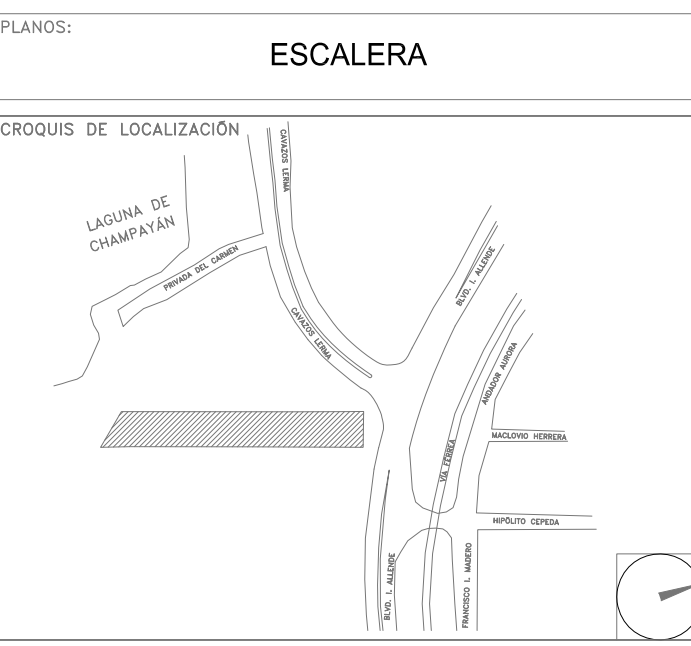 PLANOS:
ESCALERA
CROQUIS DE LOCALIZACIÓN
CAVAZOS LERMA
LAGUNA DE
CHAMPAYÁN
PRIVADA DEL CARMEN
BLVD. I. ALLENDE
CAVAZOS LERMA
ANDADOR AURORA
MACLOVIO HERRERA
VÍA FERREA
HIPÓLITO CEPEDA
BLVD. I. ALLENDE
FRANCISCO I. MADERO